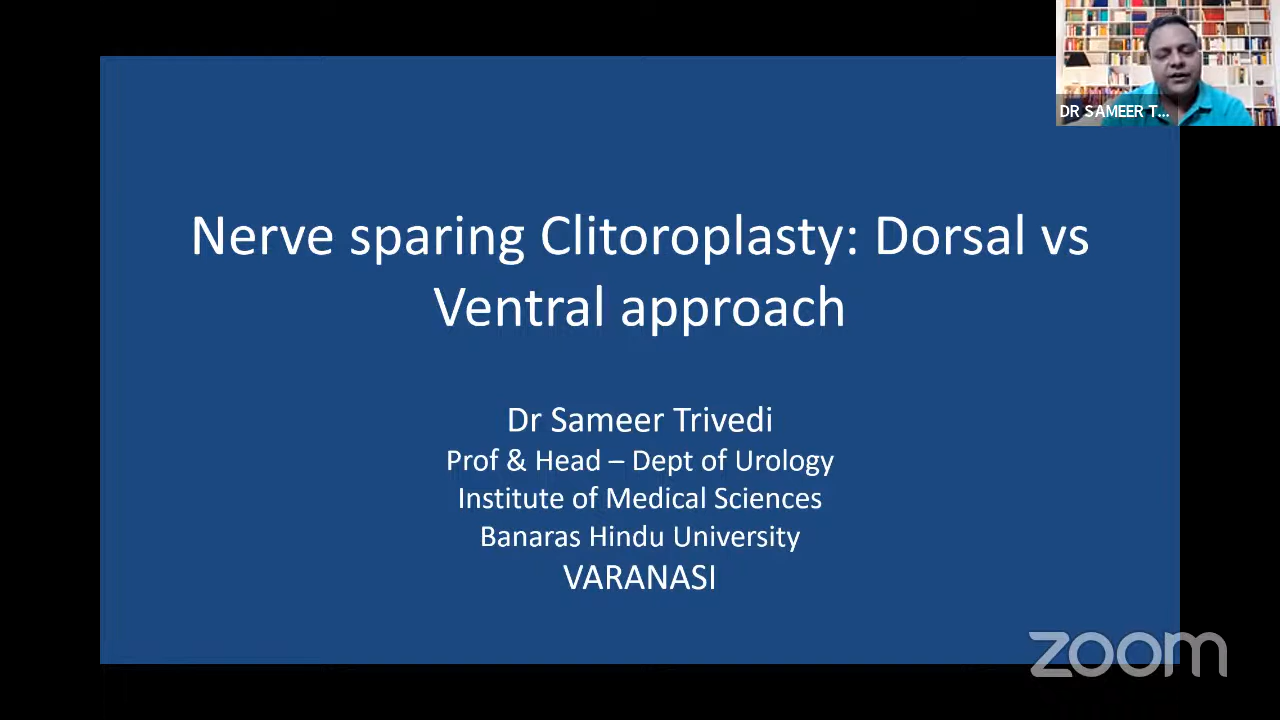 DR SAMEER T...
Nerve sparing Clitoroplasty: Dorsal vs
Ventral approach
Dr Sameer Trivedi
Prof & Head – Dept of Urology
Institute of Medical Sciences
Banaras Hindu University
VARANASI
zoom